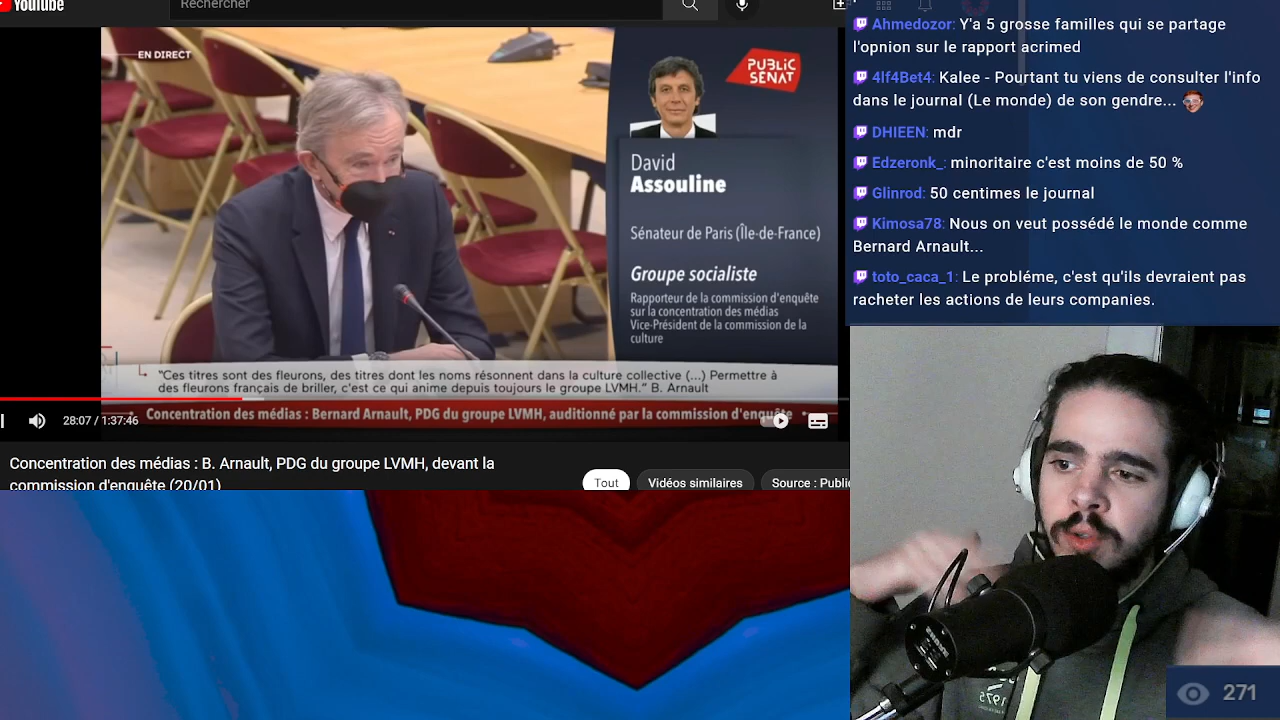 YouTube
Rechercher
EN DIRECT
PUBLIC
SÉNAT
David
Assouline
Sénateur de Paris (Île-de-France)
Groupe socialiste
Rapporteur de la commission d'enquête
sur la concentration des médias
Vice-Président de la commission de la
culture
"Ces titres sont des fleurons, des titres dont les noms résonnent dans la culture collective (...) Permettre à
des fleurons français de briller, c'est ce qui anime depuis toujours le groupe LVMH." B. Arnault
Concentration des médias : Bernard Arnault, PDG du groupe LVMH, auditionné par la commission d'enquête
28:07 / 1:37:46
Concentration des médias : B. Arnault, PDG du groupe LVMH, devant la
commission d'enquête (20/01)
Tout
Vidéos similaires
Source : Public
Ahmedozor: Y'a 5 grosse familles qui se partage
l'opnion sur le rapport acrimed
4lf4Bet4: Kalee - Pourtant tu viens de consulter l'info
dans le journal (Le monde) de son gendre...
DHIEEN: mdr
Edzeronk_: minoritaire c'est moins de 50 %
Glinrod: 50 centimes le journal
Kimosa78: Nous on veut possédé le monde comme
Bernard Arnault...
toto_caca_1: Le probléme, c'est qu'ils devraient pas
racheter les actions de leurs companies.
1975
271